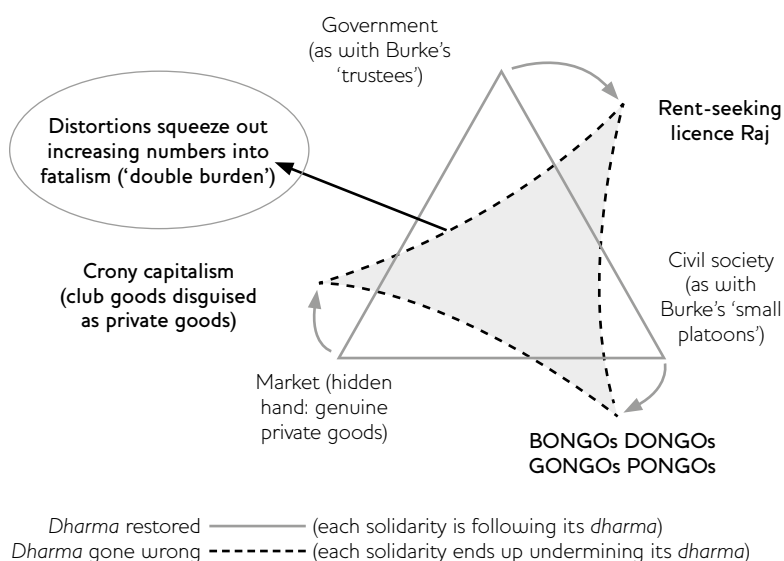 Government
(as with Burke's
'trustees')
Rent-seeking
licence Raj
Distortions squeeze out
increasing numbers into
fatalism ('double burden')
Crony capitalism
(club goods disguised
as private goods)
Civil society
(as with
Burke's 'small
platoons')
Market (hidden
hand: genuine
private goods)
BONGOs DONGOs
GONGOs PONGOs
Dharma restored (each solidarity is following its dharma)
Dharma gone wrong (each solidarity ends up undermining its dharma)